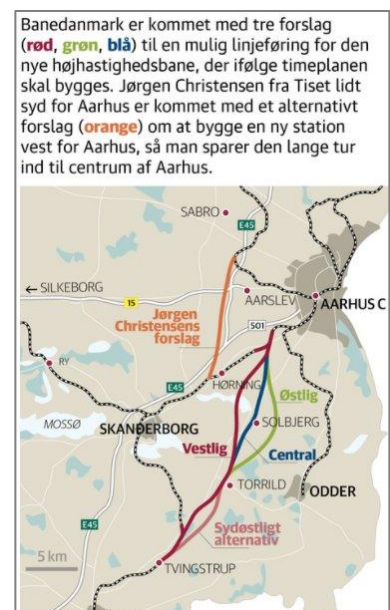 Banedanmark er kommet med tre forslag
(rød, grøn, blå) til en mulig linjeføring for den
nye højhastighedsbane, der ifølge timeplanen
skal bygges. Jørgen Christensen fra Tiset lidt
syd for Aarhus er kommet med et alternativt
forslag (orange) om at bygge en ny station
vest for Aarhus, så man sparer den lange tur
ind til centrum af Aarhus.
SABRO
E45
← SILKEBORG
15
AARSLEV
AARHUS C
Jørgen
Christensens
forslag
501
RY
E45
HØRNING
Østlig
MOSSØ
SKANDERBORG
SOLBJERG
Vestlig
Central
TORRILD
ODDER
E45
Sydøstligt
alternativ
5 km
TVINGSTRUP